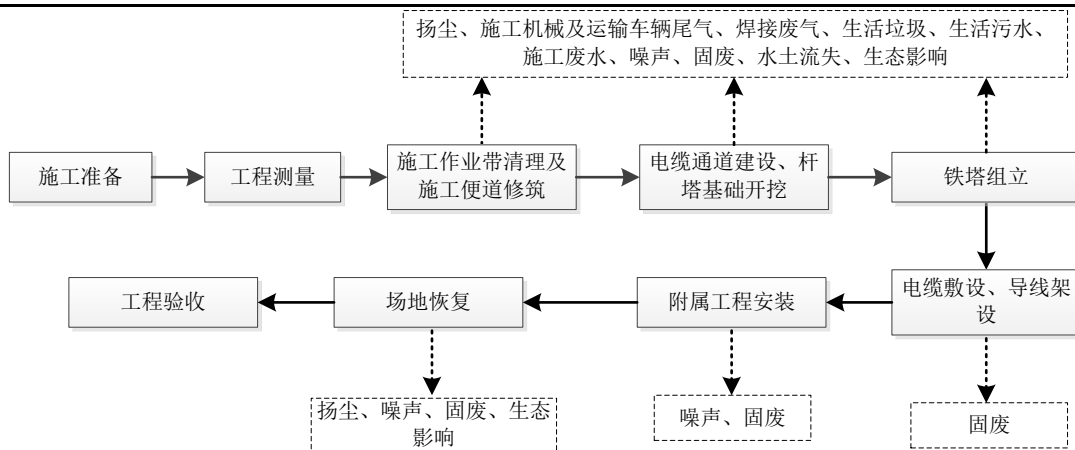 扬尘、施工机械及运输车辆尾气、焊接废气、生活垃圾、生活污水、
施工废水、噪声、固废、水土流失、生态影响
施工准备
工程测量
施工作业带清理及
施工便道修筑
电缆通道建设、杆
塔基础开挖
铁塔组立
电缆敷设、导线架
设
附属工程安装
场地恢复
工程验收
扬尘、噪声、固废、生态
影响
噪声、固废
固废